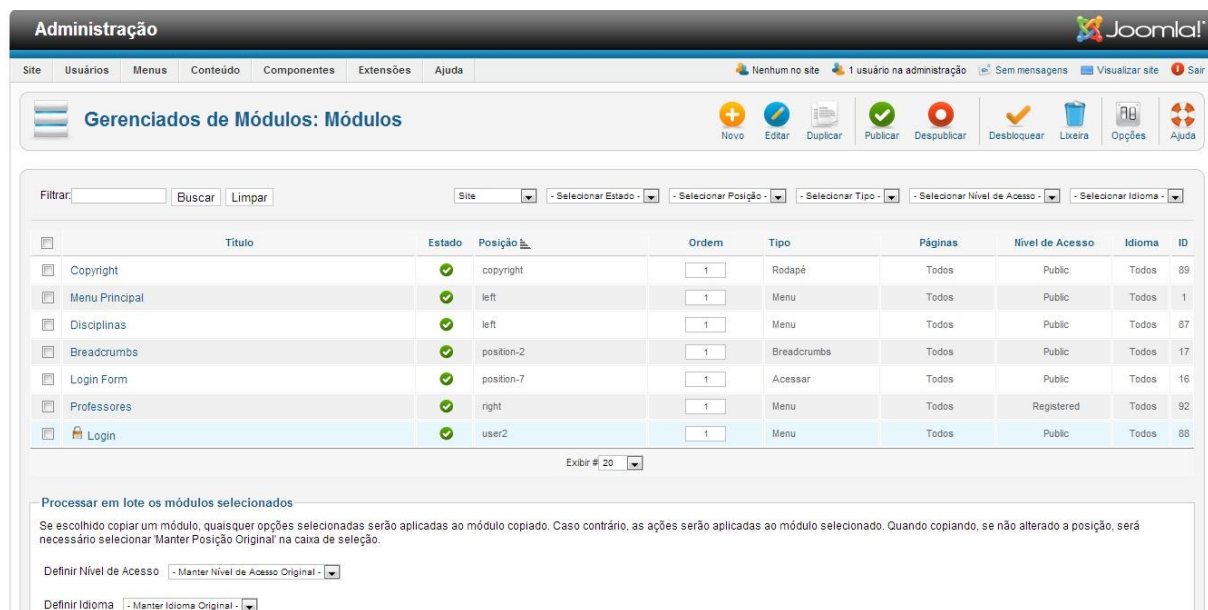 Administração
Joomla!
Site Usuários Menus Conteúdo Componentes Extensões Ajuda Nenhum no site 1 usuário na administração Sem mensagens Visualizar site Sair
Gerenciados de Módulos: Módulos
Novo Editar Duplicar Publicar Despublicar Desbloquear Lixeira Opções Ajuda
Filtrar: Buscar Limpar Site - Selecionar Estado - - Selecionar Posição - - Selecionar Tipo - - Selecionar Nível de Acesso - - Selecionar Idioma -
Título Estado Posição Ordem Tipo Páginas Nível de Acesso Idioma ID
Copyright copyright 1 Rodapé Todos Public Todos 89
Menu Principal left 1 Menu Todos Public Todos 1
Disciplinas left 1 Menu Todos Public Todos 87
Breadcrumbs position-2 1 Breadcrumbs Todos Public Todos 17
Login Form position-7 1 Acessar Todos Public Todos 16
Professores right 1 Menu Todos Registered Todos 92
Login user2 1 Menu Todos Public Todos 88
Exibir # 20
Processar em lote os módulos selecionados
Se escolhido copiar um módulo, quaisquer opções selecionadas serão aplicadas ao módulo copiado. Caso contrário, as ações serão aplicadas ao módulo selecionado. Quando copiando, se não alterado a posição, será
necessário selecionar 'Manter Posição Original' na caixa de seleção.
Definir Nível de Acesso - Manter Nível de Acesso Original -
Definir Idioma - Manter Idioma Original -